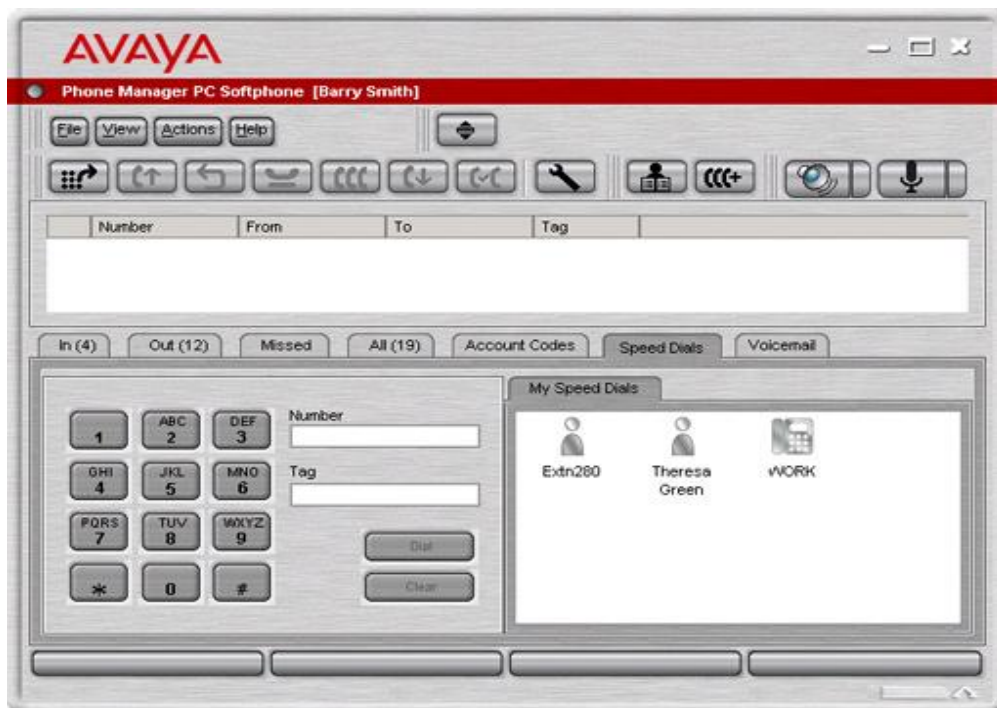 AVAYA
Phone Manager PC Softphone [Barry Smith]
File View Actions Help
Number From To Tag
In (4) Out (12) Missed All (19) Account Codes Speed Dials Voicemail
My Speed Dials
1 ABC 2 DEF 3
GHI 4 JKL 5 MNO 6
PQRS 7 TUV 8 WXYZ 9
* 0 #
Number
Tag
Dial
Clear
Extn280
Theresa
Green
WORK